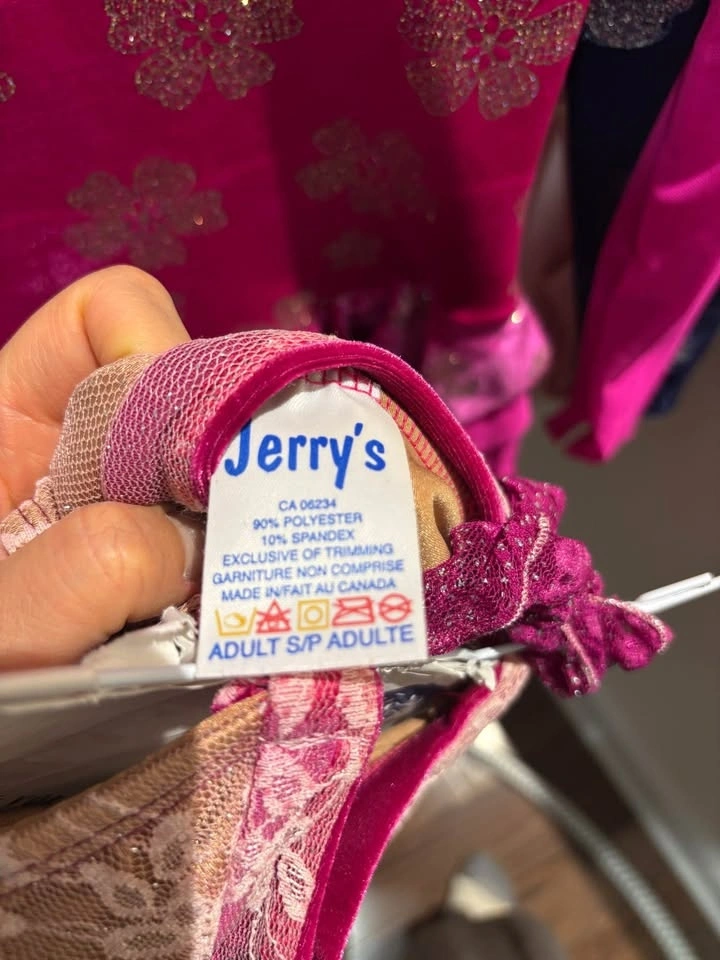 Jerry's
CA 06234
90% POLYESTER
10% SPANDEX
EXCLUSIVE OF TRIMMING
GARNITURE NON COMPRISE
MADE IN/FAIT AU CANADA
ADULT S/P ADULTE